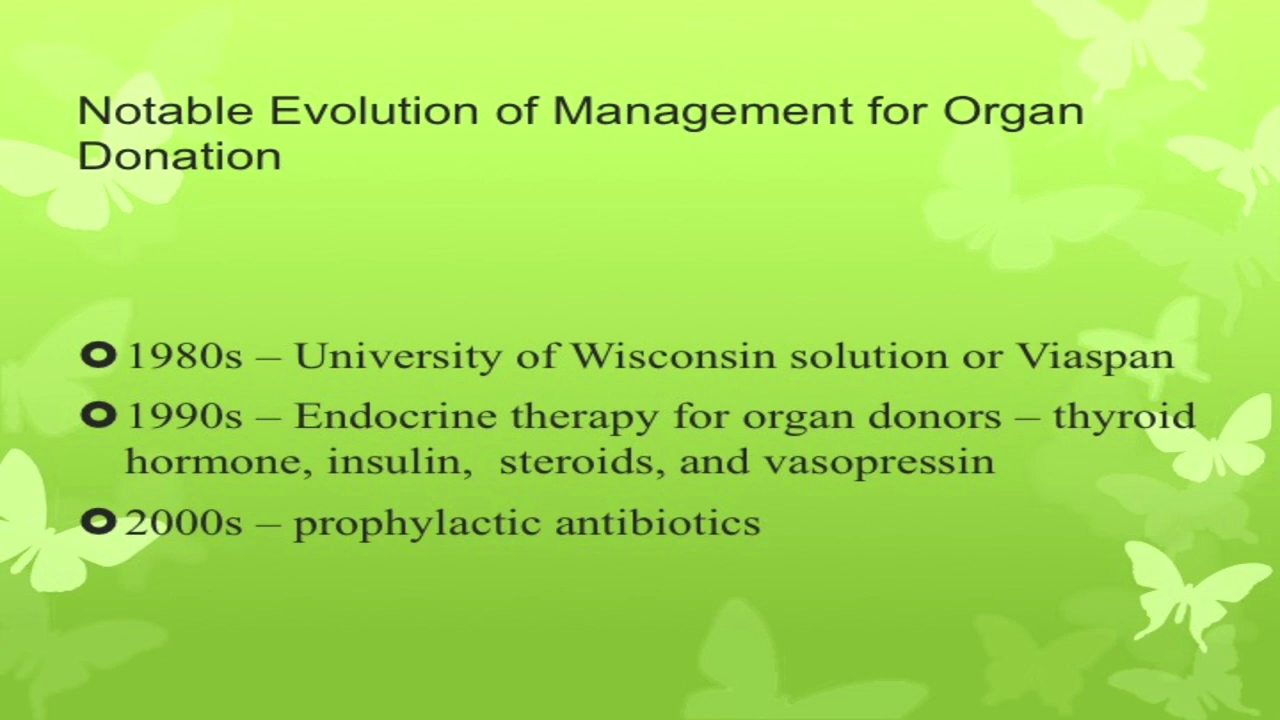 Notable Evolution of Management for Organ
Donation
1980s – University of Wisconsin solution or Viaspan
1990s – Endocrine therapy for organ donors – thyroid
hormone, insulin,  steroids, and vasopressin
2000s – prophylactic antibiotics